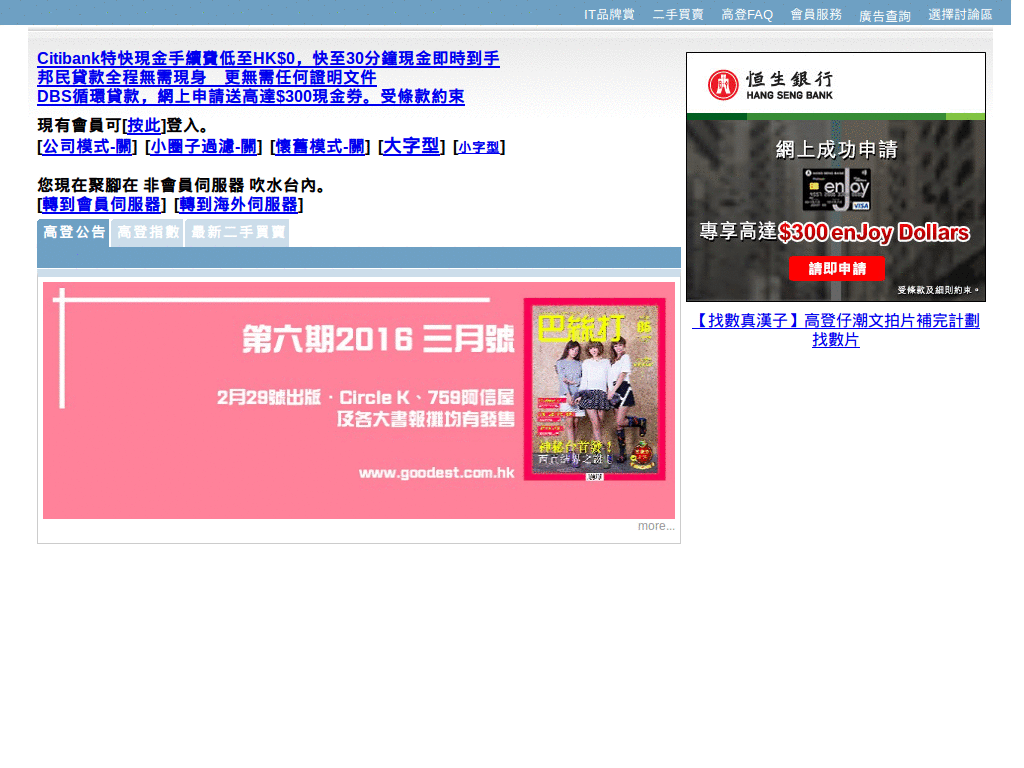 IT品牌賞 二手買賣 高登FAQ 會員服務 廣告查詢 選擇討論區
Citibank特快現金手續費低至HK$0，快至30分鐘現金即時到手
邦民貸款全程無需現身　更無需任何證明文件
DBS循環貸款，網上申請送高達$300現金券。受條款約束
現有會員可[按此]登入。
[公司模式-關] [小圈子過濾-關] [懷舊模式-關] [大字型] [小字型]
您現在聚腳在 非會員伺服器 吹水台內。
[轉到會員伺服器] [轉到海外伺服器]
高登公告 高登指數 最新二手買賣
第六期2016 三月號
2月29號出版．Circle K、759阿信屋
及各大書報攤均有發售
www.goodest.com.hk
巴絲打
more...
恒生銀行
HANG SENG BANK
網上成功申請
enJoy
VISA
專享高達$300 enJoy Dollars
請即申請
受條款及細則約束。
【找數真漢子】高登仔潮文拍片補完計劃
找數片